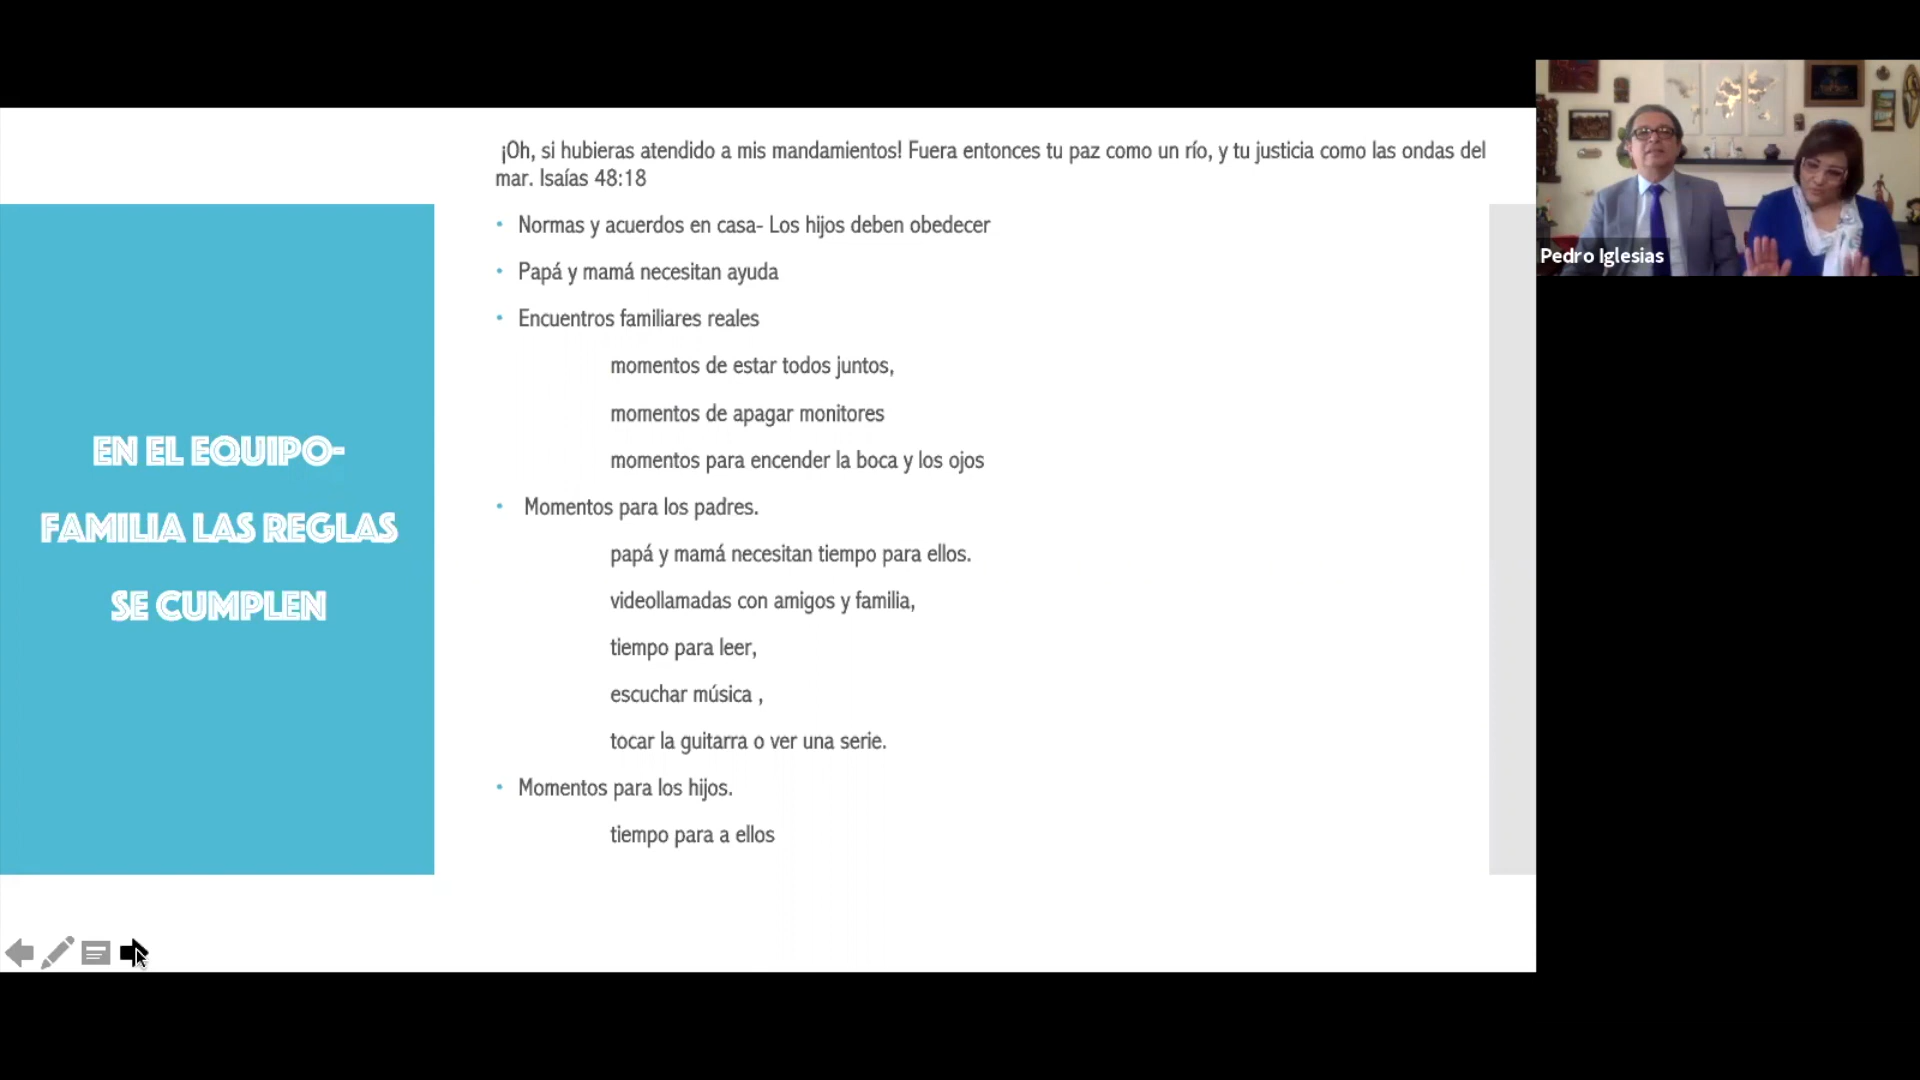 ¡Oh, si hubieras atendido a mis mandamientos! Fuera entonces tu paz como un río, y tu justicia como las ondas del
mar. Isaías 48:18
• Normas y acuerdos en casa- Los hijos deben obedecer
• Papá y mamá necesitan ayuda
• Encuentros familiares reales
momentos de estar todos juntos,
momentos de apagar monitores
momentos para encender la boca y los ojos
• Momentos para los padres.
papá y mamá necesitan tiempo para ellos.
videollamadas con amigos y familia,
tiempo para leer,
escuchar música ,
tocar la guitarra o ver una serie.
• Momentos para los hijos.
tiempo para a ellos
EN EL EQUIPO-
FAMILIA LAS REGLAS
SE CUMPLEN
Pedro Iglesias